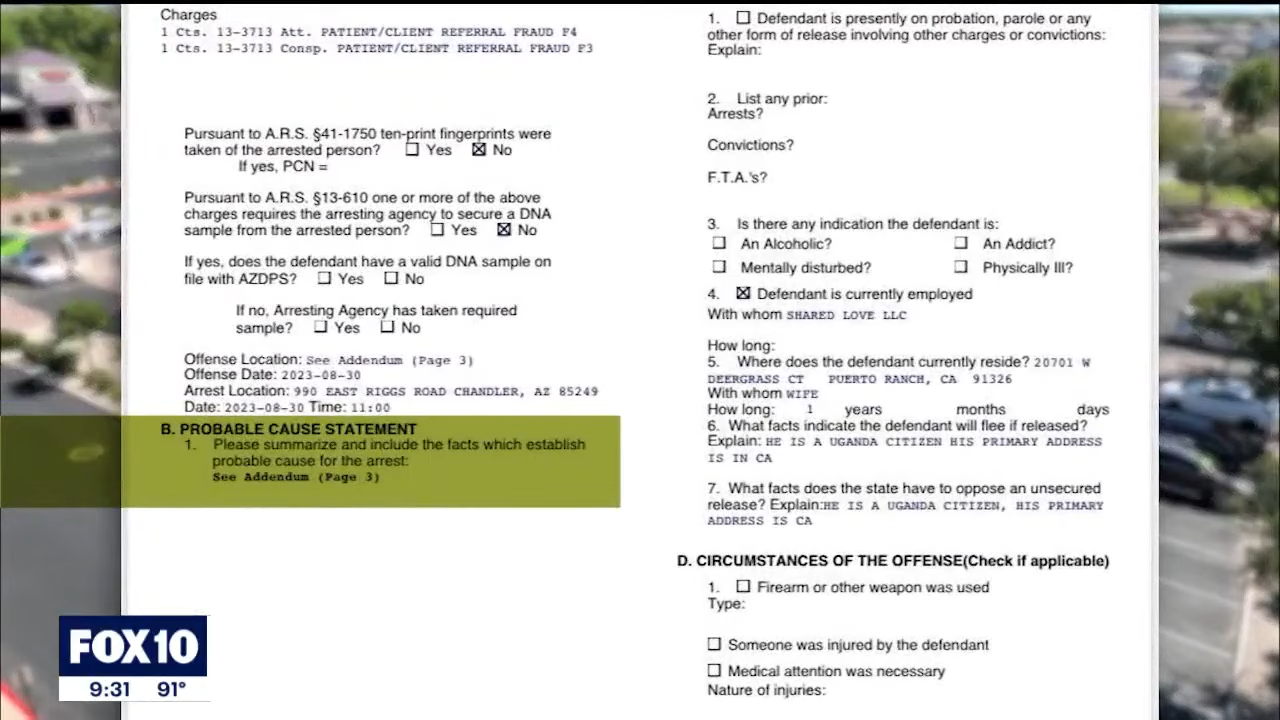 Charges
1 Cts. 13-3713 Att. PATIENT/CLIENT REFERRAL FRAUD F4
1 Cts. 13-3713 Consp. PATIENT/CLIENT REFERRAL FRAUD F3
Pursuant to A.R.S. §41-1750 ten-print fingerprints were
taken of the arrested person? ☐ Yes ☒ No
If yes, PCN =
Pursuant to A.R.S. §13-610 one or more of the above
charges requires the arresting agency to secure a DNA
sample from the arrested person? ☐ Yes ☒ No
If yes, does the defendant have a valid DNA sample on
file with AZDPS? ☐ Yes ☐ No
If no, Arresting Agency has taken required
sample? ☐ Yes ☐ No
Offense Location: See Addendum (Page 3)
Offense Date: 2023-08-30
Arrest Location: 990 EAST RIGGS ROAD CHANDLER, AZ 85249
Date: 2023-08-30 Time: 11:00
B. PROBABLE CAUSE STATEMENT
1. Please summarize and include the facts which establish
probable cause for the arrest:
See Addendum (Page 3)
1. ☐ Defendant is presently on probation, parole or any
other form of release involving other charges or convictions:
Explain:
2. List any prior:
Arrests?
Convictions?
F.T.A.'s?
3. Is there any indication the defendant is:
☐ An Alcoholic? ☐ An Addict?
☐ Mentally disturbed? ☐ Physically Ill?
4. ☒ Defendant is currently employed
With whom SHARED LOVE LLC
How long:
5. Where does the defendant currently reside? 20701 W
DEERGRASS CT PUERTO RANCH, CA 91326
With whom WIFE
How long: 1 years months days
6. What facts indicate the defendant will flee if released?
Explain: HE IS A UGANDA CITIZEN HIS PRIMARY ADDRESS
IS IN CA
7. What facts does the state have to oppose an unsecured
release? Explain:HE IS A UGANDA CITIZEN, HIS PRIMARY
ADDRESS IS CA
D. CIRCUMSTANCES OF THE OFFENSE(Check if applicable)
1. ☐ Firearm or other weapon was used
Type:
☐ Someone was injured by the defendant
☐ Medical attention was necessary
Nature of injuries:
FOX 10
9:31 91°